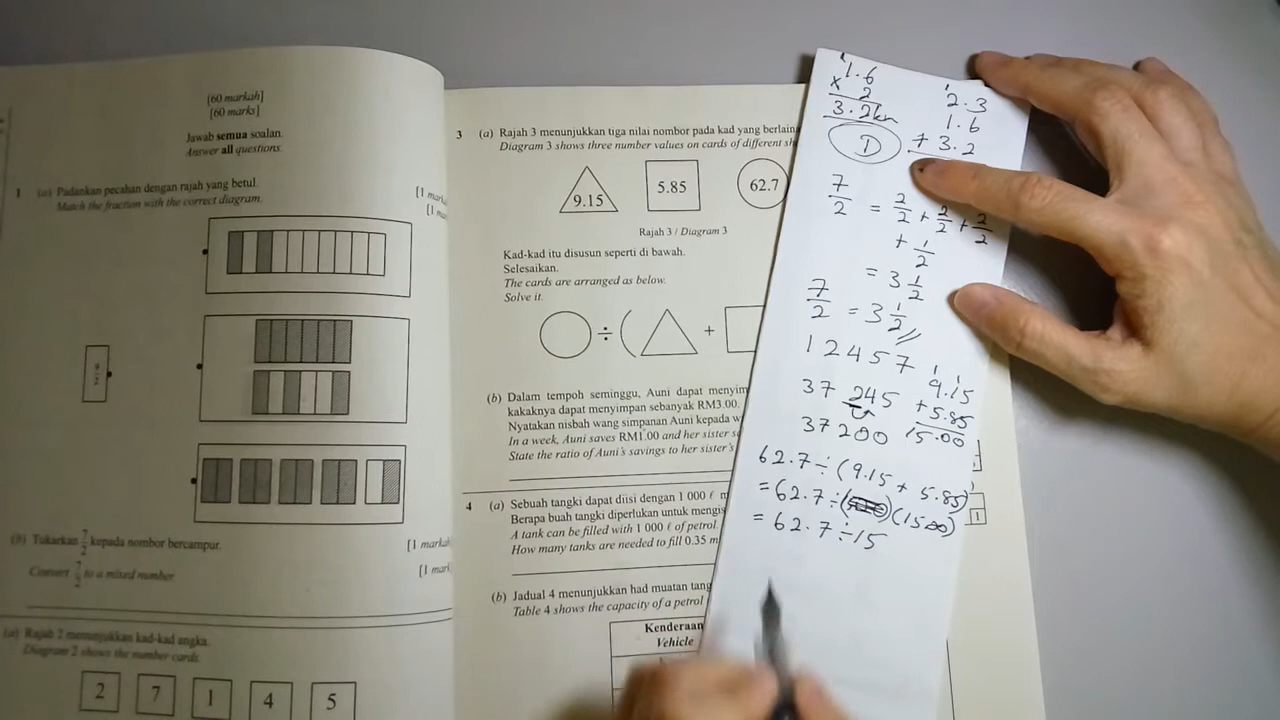 [60 markah]
[60 marks]
Jawab semua soalan.
Answer all questions.
1 (a) Padankan pecahan dengan rajah yang betul.
Match the fraction with the correct diagram.
[1 mark
[1
(b) Tukarkan 7/2 kepada nombor bercampur.
Convert 7/2 to a mixed number
[1 markah
[1 mark
(a) Rajah 2 menunjukkan kad-kad angka.
Diagram 2 shows the number cards.
2 7 1 4 5
3 (a) Rajah 3 menunjukkan tiga nilai nombor pada kad yang berlain
Diagram 3 shows three number values on cards of different
9.15 5.85 62.7
Rajah 3 / Diagram 3
Kad-kad itu disusun seperti di bawah.
Selesaikan.
The cards are arranged as below.
Solve it.
÷ ( +
(b) Dalam tempoh seminggu, Auni dapat
kakaknya dapat menyimpan sebanyak RM3.00.
Nyatakan nisbah wang simpanan Auni kepada
In a week, Auni saves RM1.00 and her sister
State the ratio of Auni's savings to her sister's
4 (a) Sebuah tangki dapat diisi dengan 1 000 ℓ
Berapa buah tangki diperlukan untuk
A tank can be filled with 1 000 ℓ of petrol.
How many tanks are needed to fill 0.35
(b) Jadual 4 menunjukkan had muatan
Table 4 shows the capacity of a petrol
Kenderaan
Vehicle
1
1.6
x 2
3.2km
D
2.3
1.6
+ 3.2
7/2 = 2/2 + 2/2 + 2/2
+ 1/2
= 3 1/2
7/2 = 3 1/2
12457
37 245
37 200
9.15
+5.85
15.00
62.7 ÷ (9.15 + 5.85)
= 62.7 ÷ (15.00)
= 62.7 ÷ 15